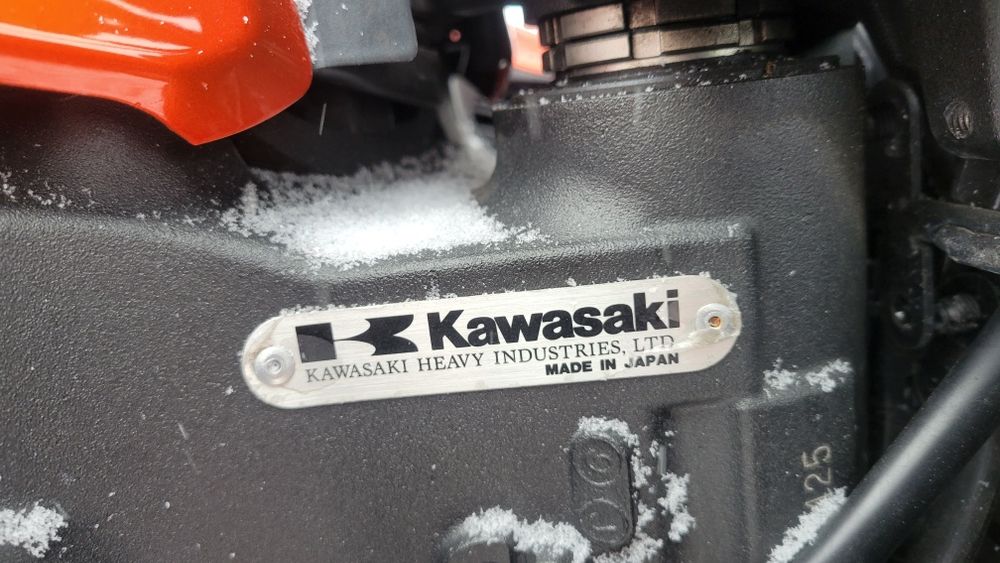 Kawasaki
KAWASAKI HEAVY INDUSTRIES, LTD
MADE IN JAPAN